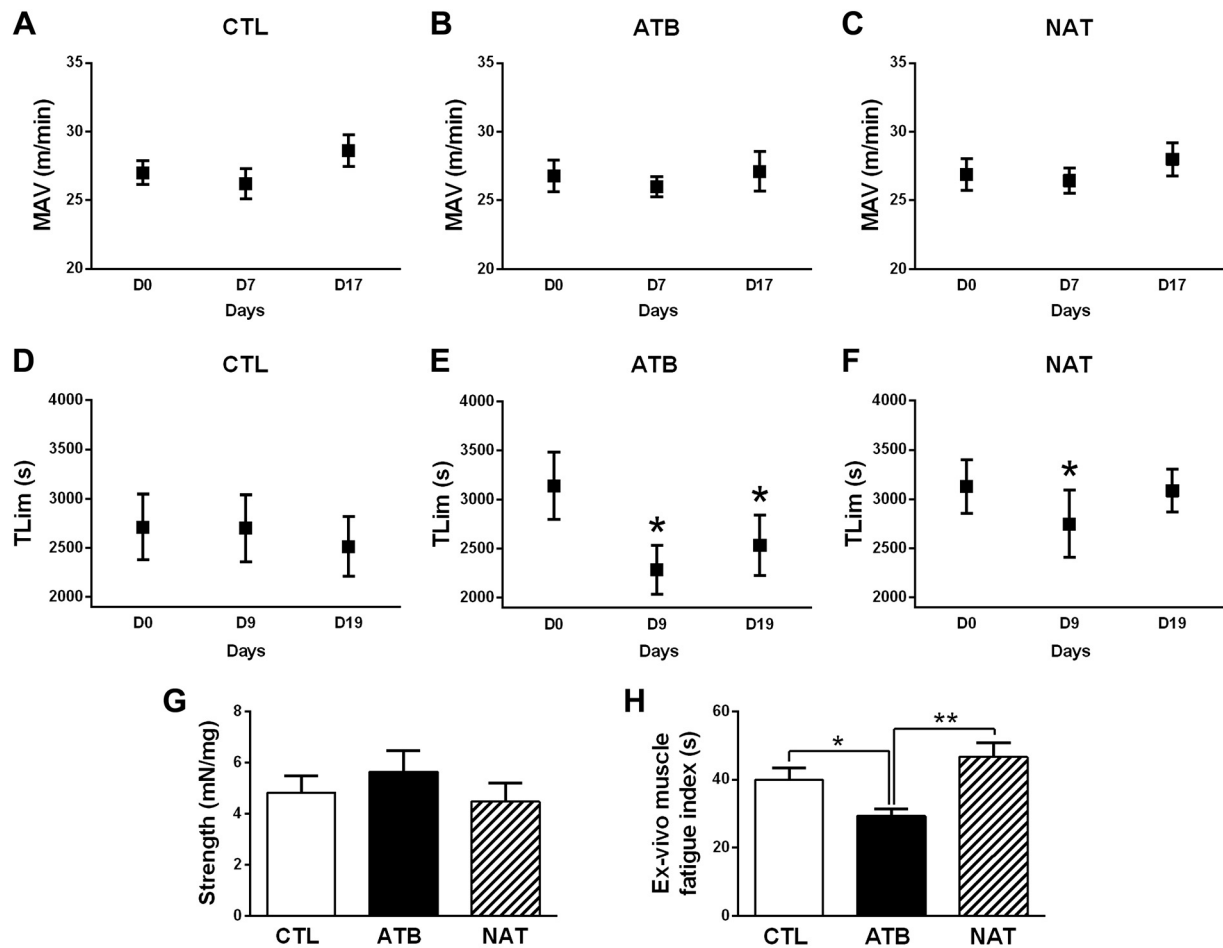 A CTL
B ATB
C NAT
MAV (m/min)
35
30
25
20
D0 D7 D17
Days
MAV (m/min)
35
30
25
20
D0 D7 D17
Days
MAV (m/min)
35
30
25
20
D0 D7 D17
Days
D CTL
E ATB
F NAT
TLim (s)
4000
3500
3000
2500
2000
D0 D9 D19
Days
TLim (s)
4000
3500
3000
2500
2000
*
*
D0 D9 D19
Days
TLim (s)
4000
3500
3000
2500
2000
*
D0 D9 D19
Days
G
Strength (mN/mg)
8
6
4
2
0
CTL ATB NAT
H
Ex-vivo muscle
fatigue index (s)
60
40
20
0
*
**
CTL ATB NAT